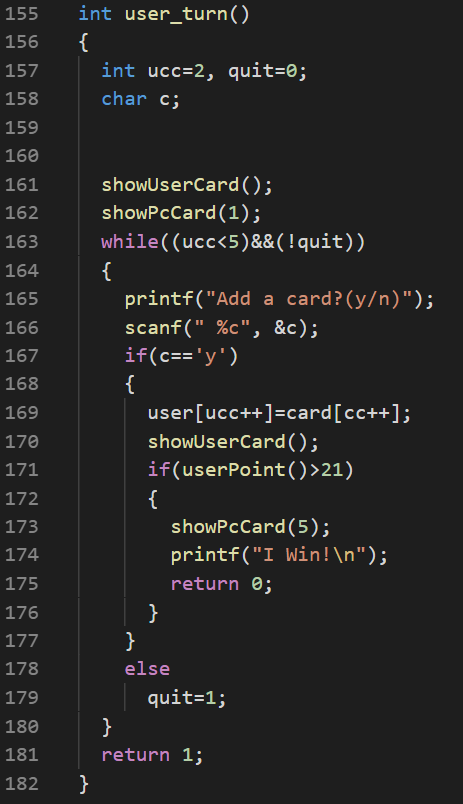 155 int user_turn()
156 {
157 int ucc=2, quit=0;
158 char c;
159
160
161 showUserCard();
162 showPcCard(1);
163 while((ucc<5)&&(!quit))
164 {
165 printf("Add a card?(y/n)");
166 scanf(" %c", &c);
167 if(c=='y')
168 {
169 user[ucc++]=card[cc++];
170 showUserCard();
171 if(userPoint()>21)
172 {
173 showPcCard(5);
174 printf("I Win!\n");
175 return 0;
176 }
177 }
178 else
179 quit=1;
180 }
181 return 1;
182 }